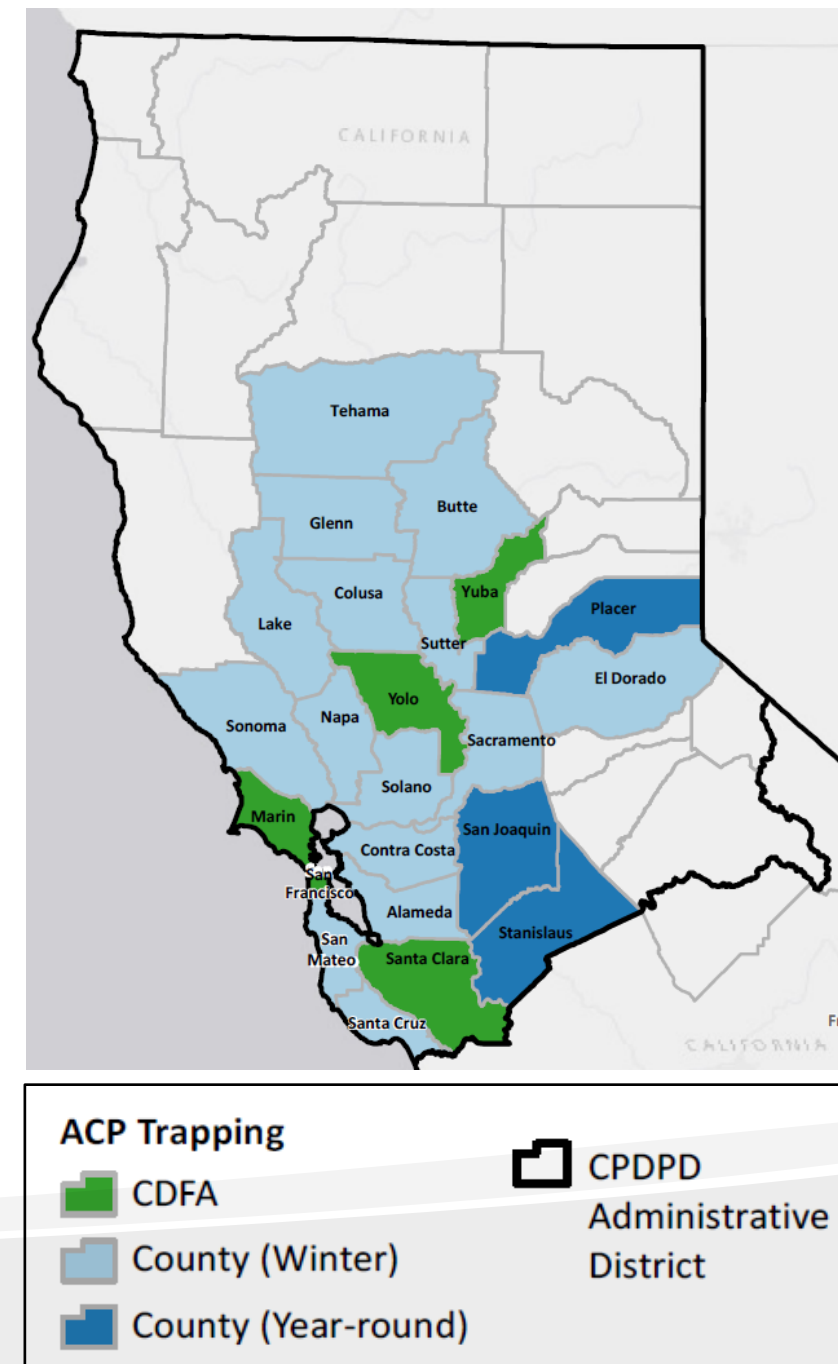 CALIFORNIA
Tehama
Butte
Glenn
Colusa
Yuba
Placer
Lake
Sutter
El Dorado
Yolo
Napa
Sonoma
Sacramento
Solano
Marin
San Joaquin
Contra Costa
San
Francisco
Alameda
Stanislaus
San
Mateo
Santa Clara
Santa Cruz
Fr
CALIFORNIA
ACP Trapping
CDFA
County (Winter)
County (Year-round)
CPDPD
Administrative
District